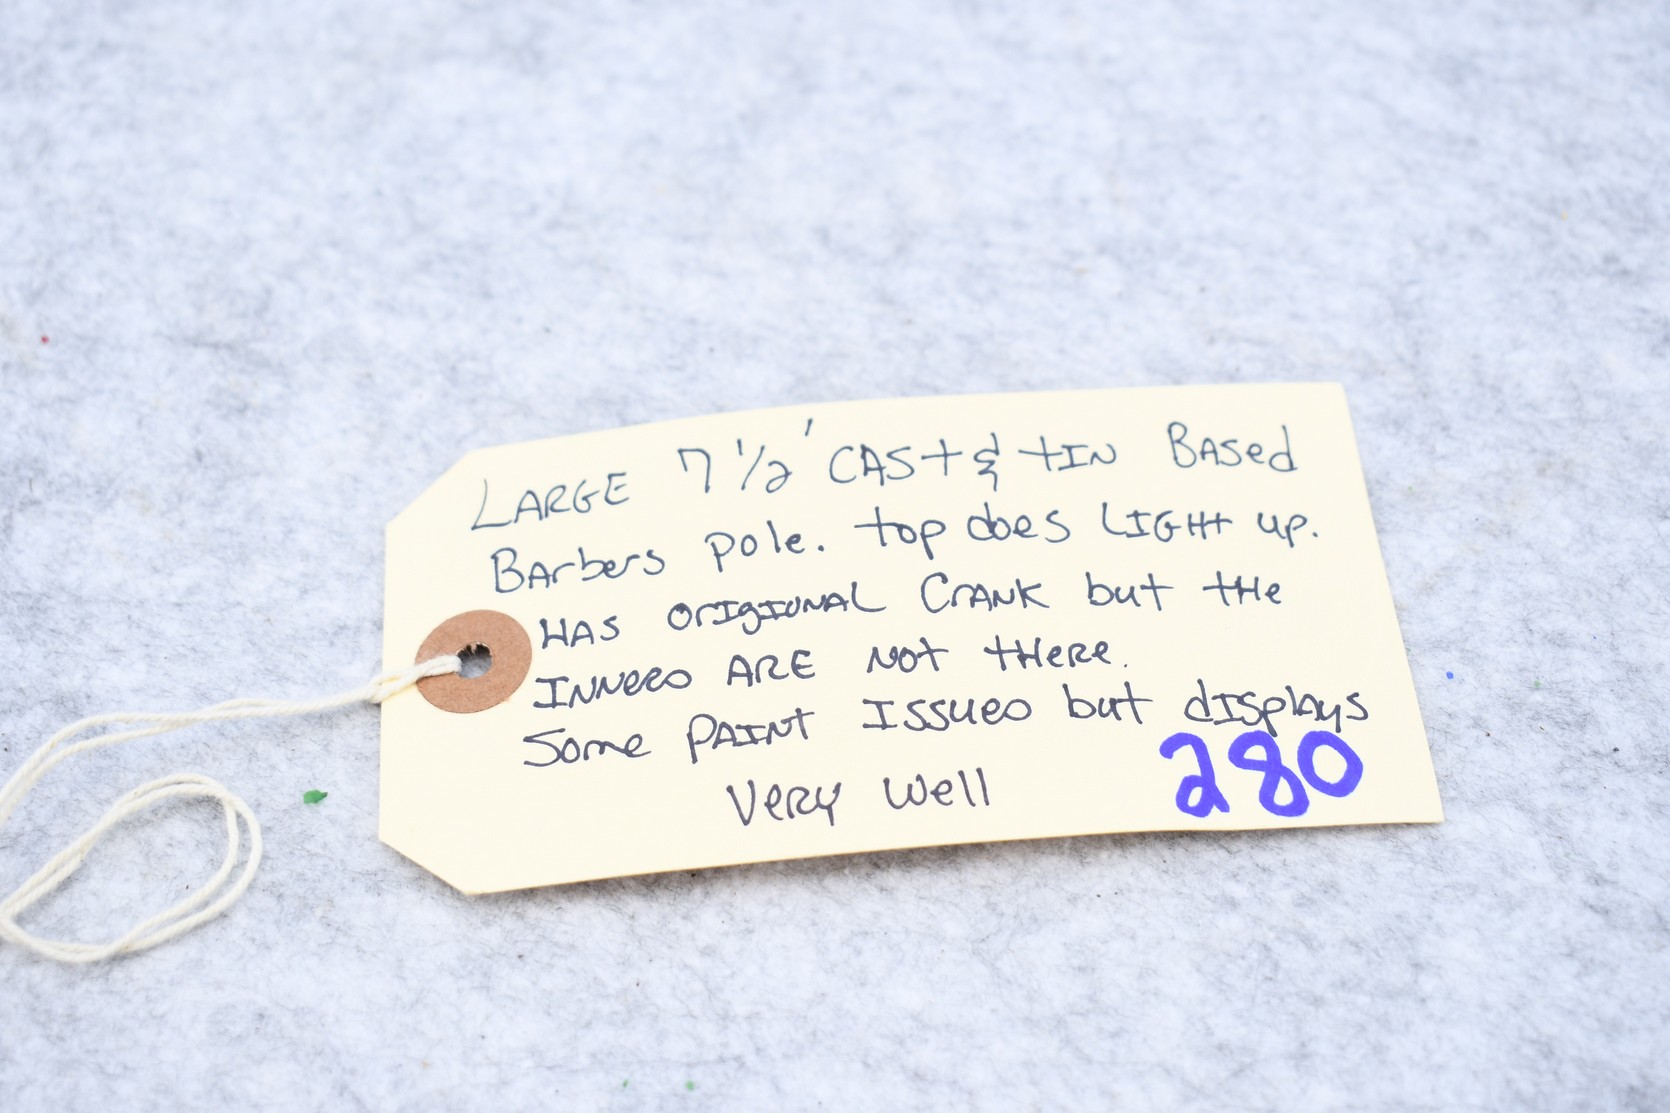 LARGE 7 1/2' CAST & TIN BASed
BArbers pole. top does LIGHT up.
HAS ORIGIONAL CRANK but tHe
INNERS ARE NOT tHeRe.
Some PAINT ISSUES but dISplays
VeRy Well
280